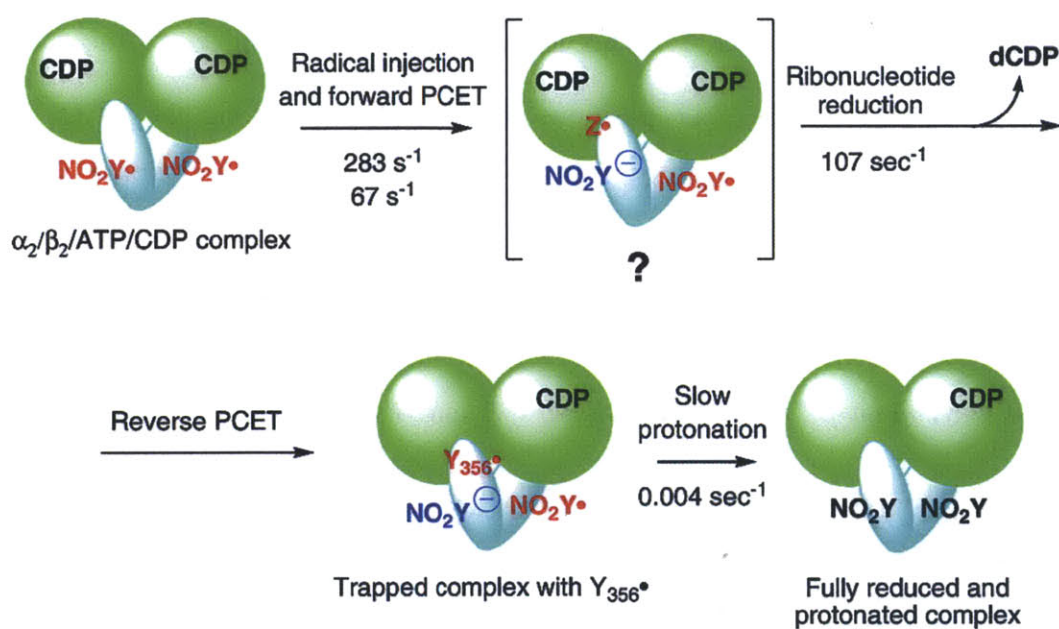 CDP CDP
NO₂Y• NO₂Y•
α₂/β₂/ATP/CDP complex
Radical injection
and forward PCET
283 s⁻¹
67 s⁻¹
CDP CDP
Z•
NO₂Y ⊖ NO₂Y•
?
Ribonucleotide
reduction
107 sec⁻¹
dCDP
Reverse PCET
CDP
Y₃₅₆•
NO₂Y ⊖ NO₂Y•
Trapped complex with Y₃₅₆•
Slow
protonation
0.004 sec⁻¹
CDP
NO₂Y NO₂Y
Fully reduced and
protonated complex